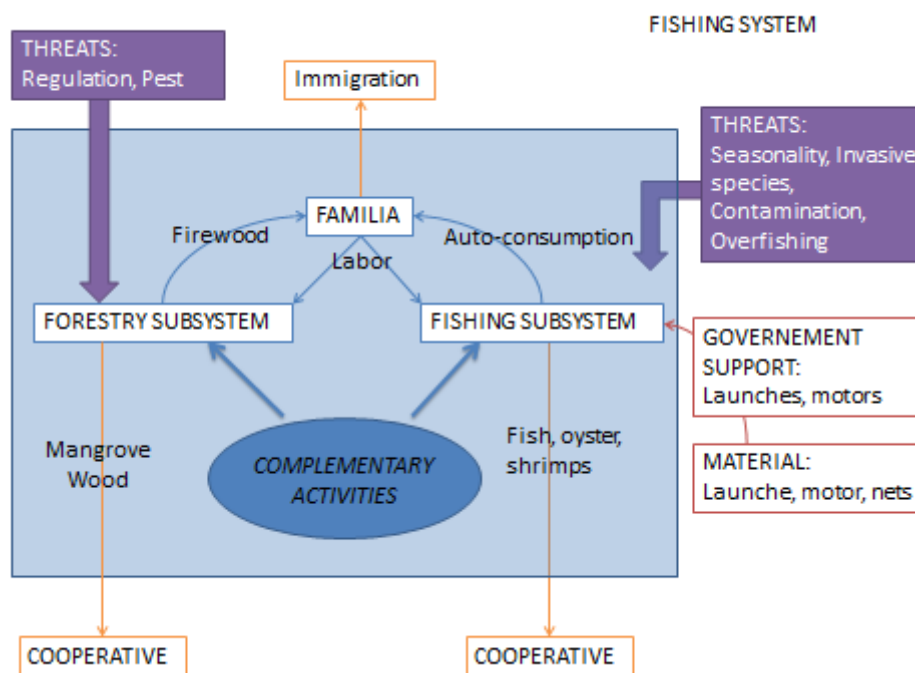 FISHING SYSTEM
THREATS:
Regulation, Pest
Immigration
THREATS:
Seasonality, Invasive
species,
Contamination,
Overfishing
FAMILIA
Firewood
Auto-consumption
Labor
FORESTRY SUBSYSTEM
FISHING SUBSYSTEM
GOVERNEMENT
SUPPORT:
Launches, motors
Mangrove
Wood
COMPLEMENTARY
ACTIVITIES
Fish, oyster,
shrimps
MATERIAL:
Launche, motor, nets
COOPERATIVE
COOPERATIVE